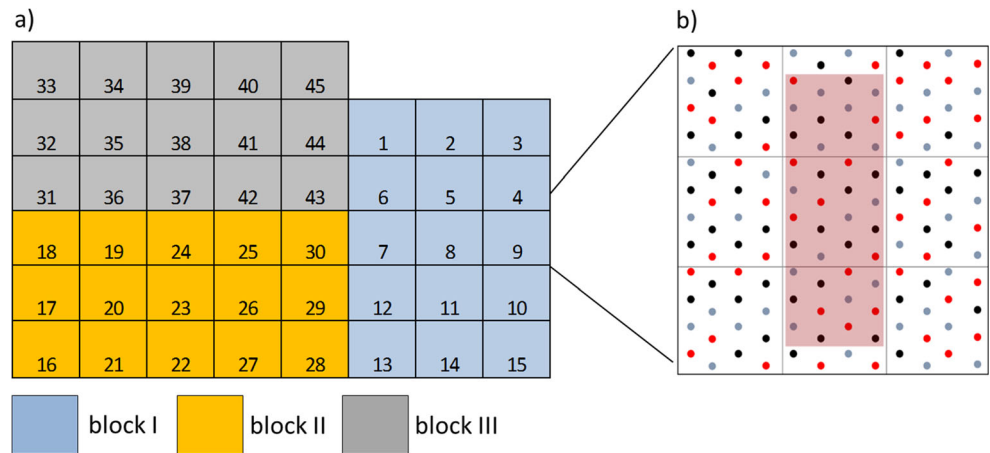 a)
b)
33 34 39 40 45
32 35 38 41 44 1 2 3
31 36 37 42 43 6 5 4
18 19 24 25 30 7 8 9
17 20 23 26 29 12 11 10
16 21 22 27 28 13 14 15
block I block II block III